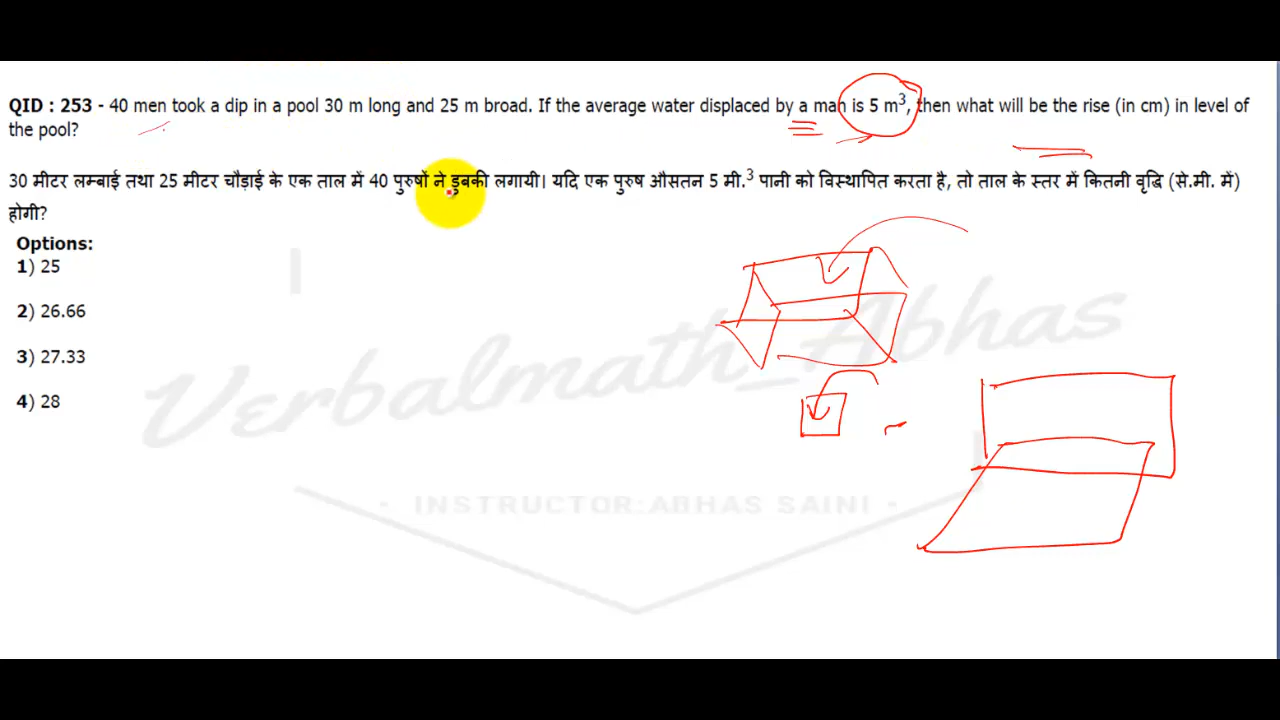 QID : 253 - 40 men took a dip in a pool 30 m long and 25 m broad. If the average water displaced by a man is 5 m³, then what will be the rise (in cm) in level of
the pool?
30 मीटर लम्बाई तथा 25 मीटर चौड़ाई के एक ताल में 40 पुरुषों ने डुबकी लगायी। यदि एक पुरुष औसतन 5 मी.³ पानी को विस्थापित करता है, तो ताल के स्तर में कितनी वृद्धि (से.मी. में)
होगी?
Options:
1) 25
2) 26.66
3) 27.33
4) 28
Verbalmath_Abhas
- INSTRUCTOR:ABHAS SAINI -